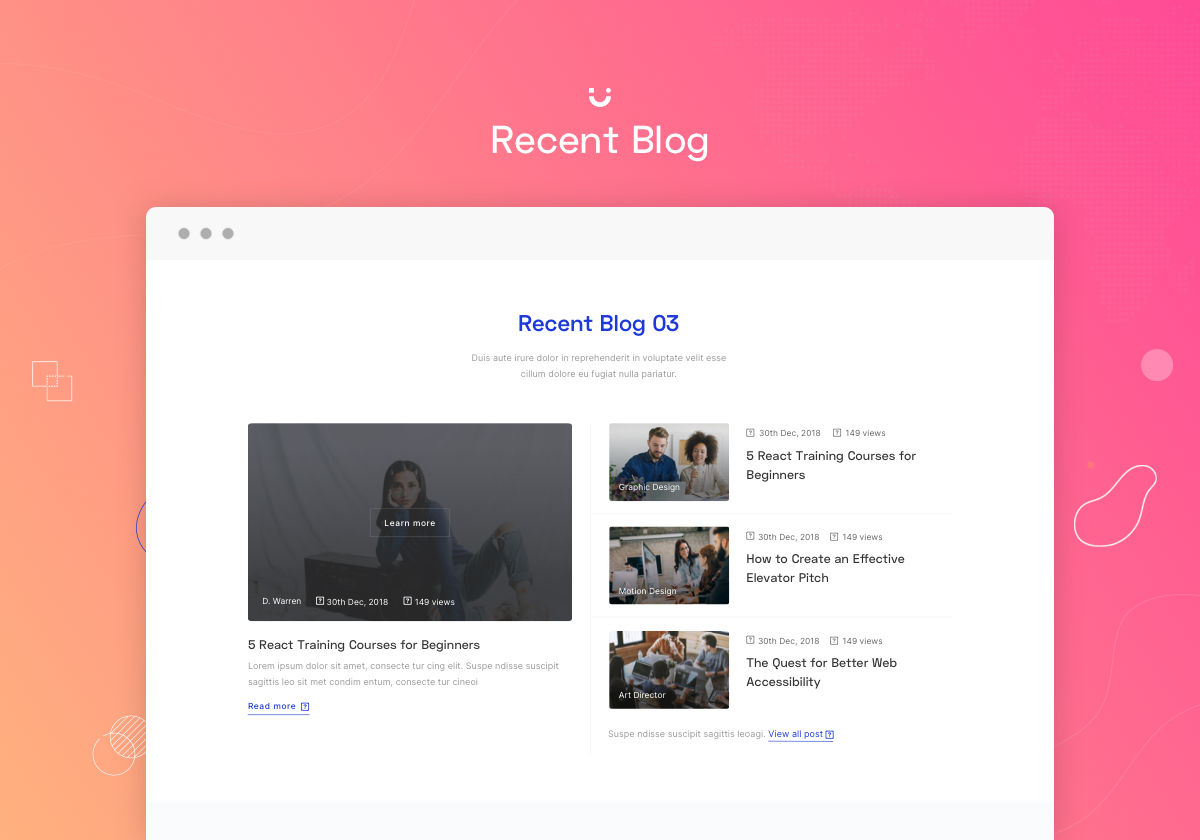 Recent Blog
Recent Blog 03
Duis aute irure dolor in reprehenderit in voluptate velit esse
cillum dolore eu fugiat nulla pariatur.
Learn more
D. Warren 30th Dec, 2018 149 views
5 React Training Courses for Beginners
Lorem ipsum dolor sit amet, consecte tur cing elit. Suspe ndisse suscipit
sagittis leo sit met condim entum, consecte tur cineoi
Read more
Graphic Design
30th Dec, 2018 149 views
5 React Training Courses for
Beginners
Motion Design
30th Dec, 2018 149 views
How to Create an Effective
Elevator Pitch
Art Director
30th Dec, 2018 149 views
The Quest for Better Web
Accessibility
Suspe ndisse suscipit sagittis leoagi. View all post